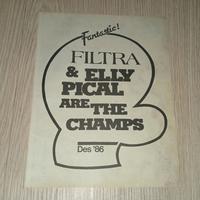 Fantastic!
FILTRA
& ELLY
PICAL
ARE THE
CHAMPS
Des '86